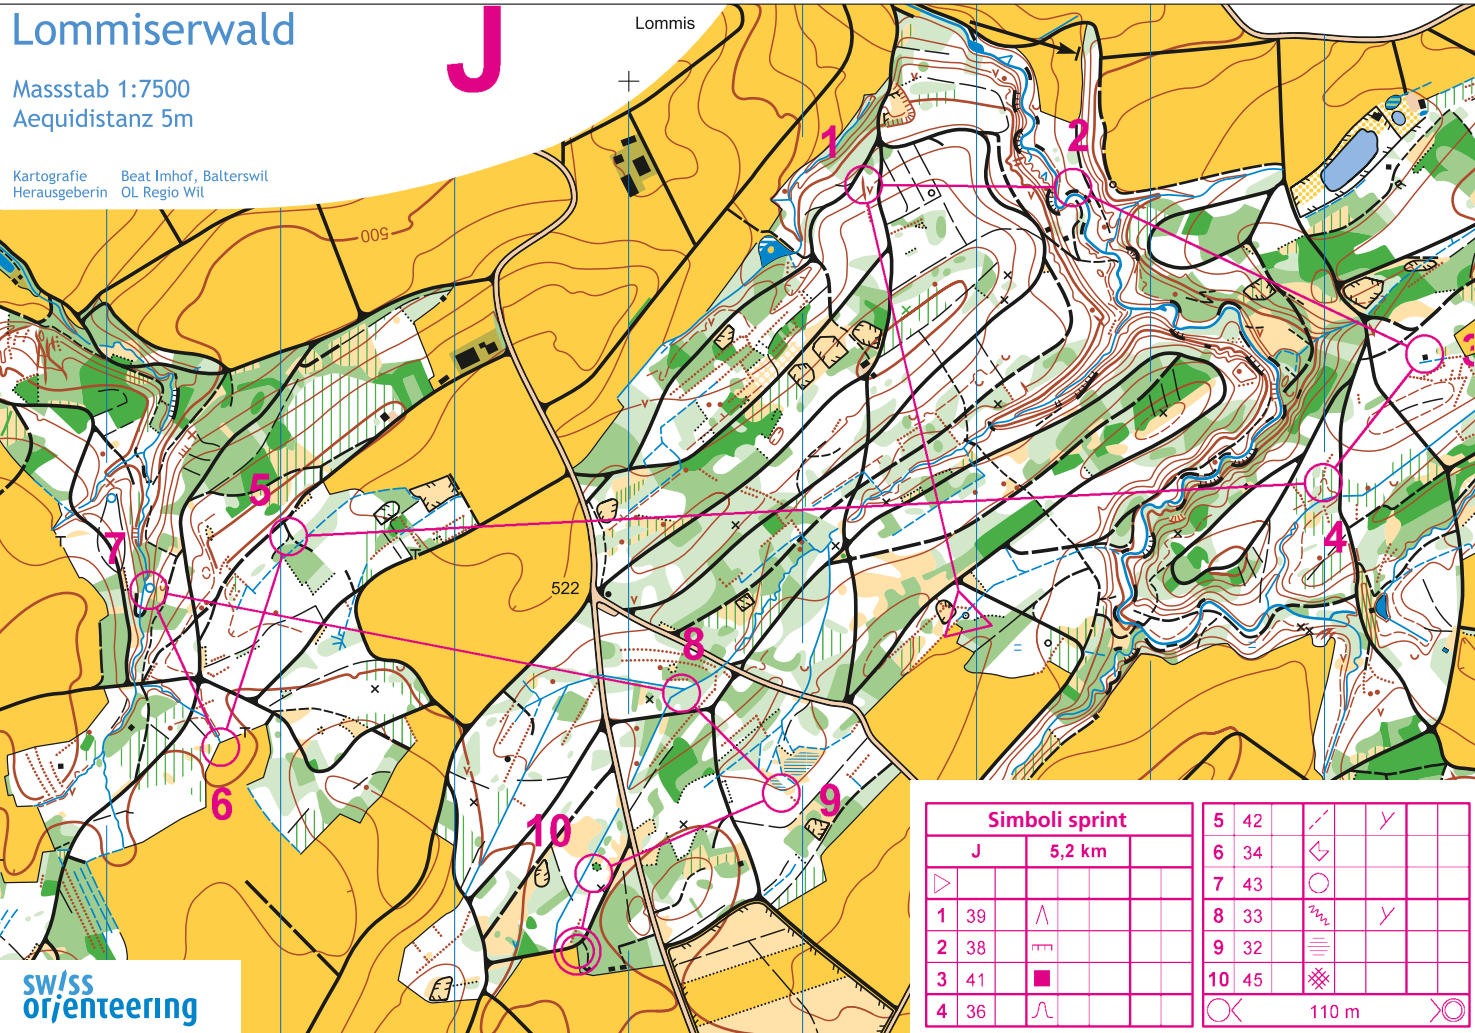 Lommiserwald
Massstab 1:7500
Aequidistanz 5m
Kartografie Beat Imhof, Balterswil
Herausgeberin OL Regio Wil
J
Lommis
500
522
1
2
3
4
5
6
7
8
9
10
swiss
orienteering
Simboli sprint
J 5,2 km
1 39
2 38
3 41
4 36
5 42
6 34
7 43
8 33
9 32
10 45
110 m